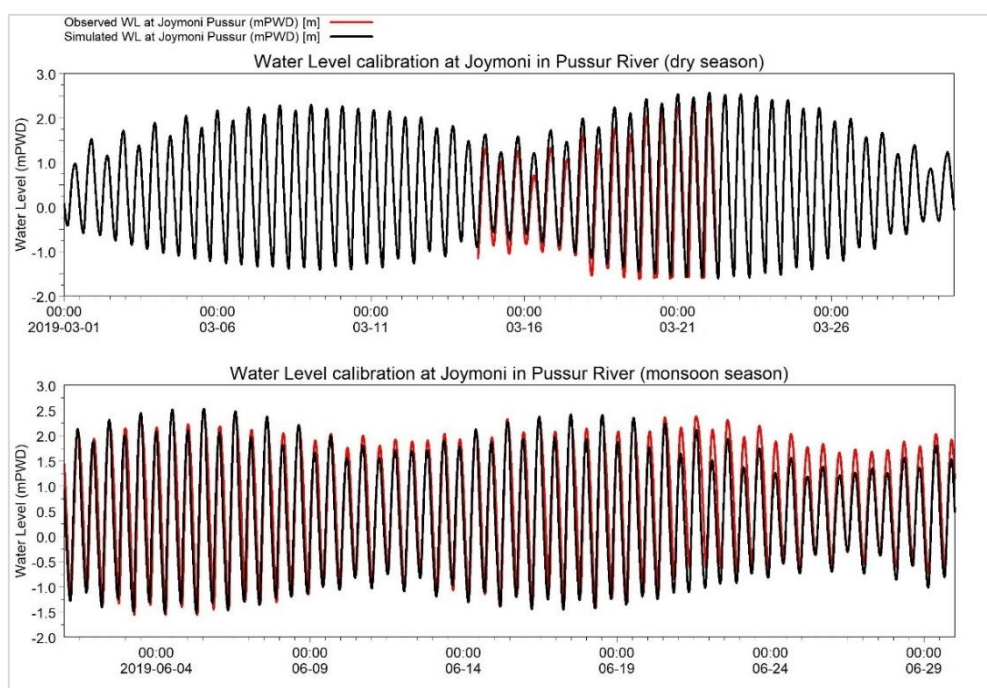 Observed WL at Joymoni Pussur (mPWD) [m]
Simulated WL at Joymoni Pussur (mPWD) [m]
Water Level calibration at Joymoni in Pussur River (dry season)
Water Level (mPWD)
3.0
2.0
1.0
0.0
-1.0
-2.0
00:00 00:00 00:00 00:00 00:00 00:00
2019-03-01 03-06 03-11 03-16 03-21 03-26
Water Level calibration at Joymoni in Pussur River (monsoon season)
Water Level (mPWD)
3.0
2.5
2.0
1.5
1.0
0.5
0.0
-0.5
-1.0
-1.5
-2.0
00:00 00:00 00:00 00:00 00:00 00:00
2019-06-04 06-09 06-14 06-19 06-24 06-29